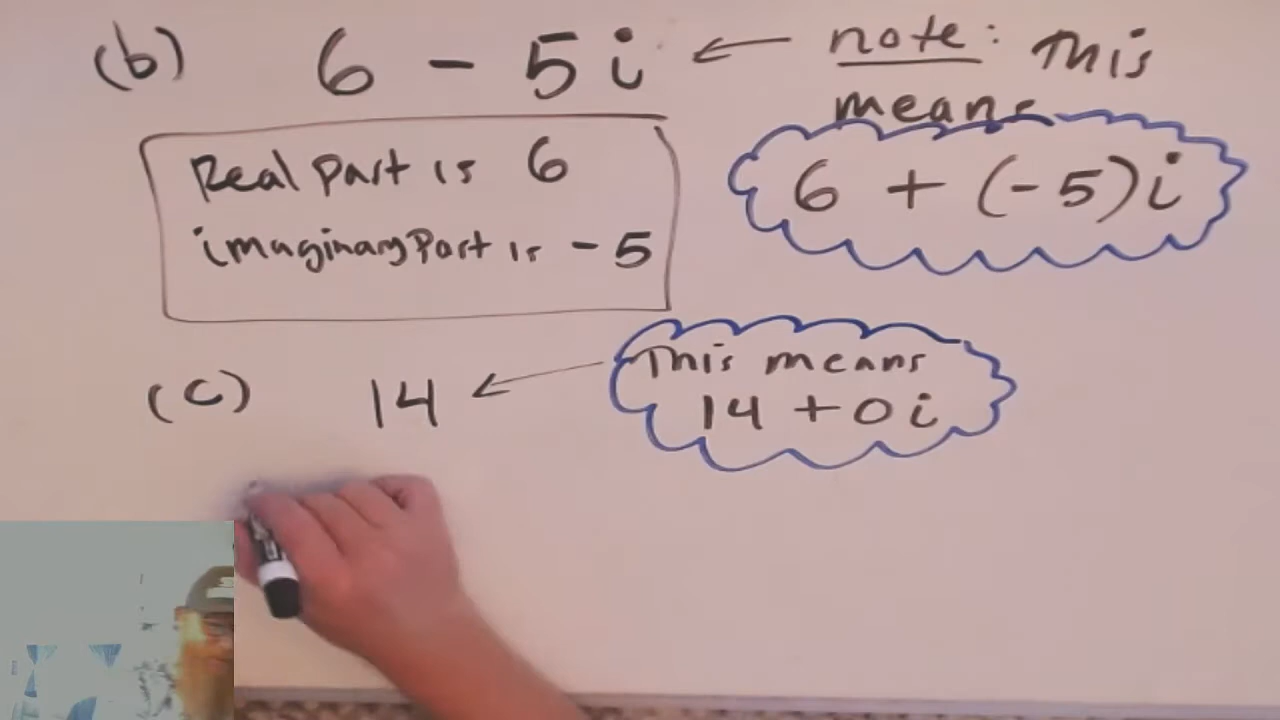 (b) 6 - 5i ← note: This
means
6 + (-5)i
Real Part is 6
imaginary Part is -5
(c) 14 ← This means
14 + 0i